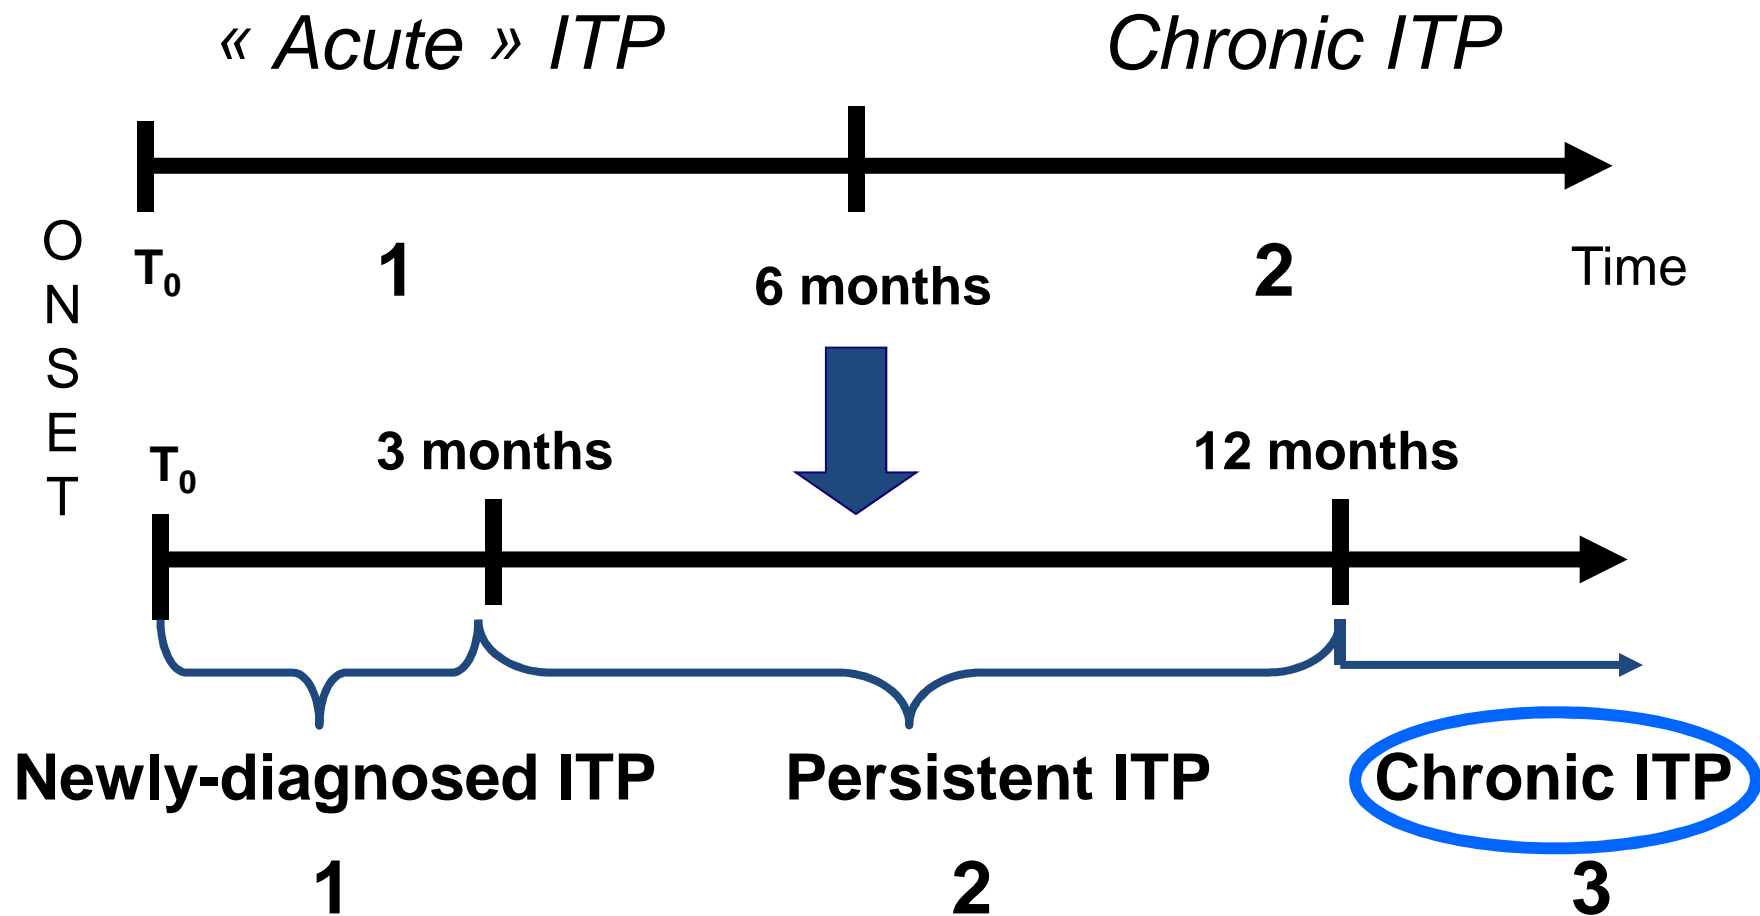 « Acute » ITP
Chronic ITP
ONSET
T0
1
6 months
2
Time
T0
3 months
12 months
Newly-diagnosed ITP
Persistent ITP
Chronic ITP
1
2
3